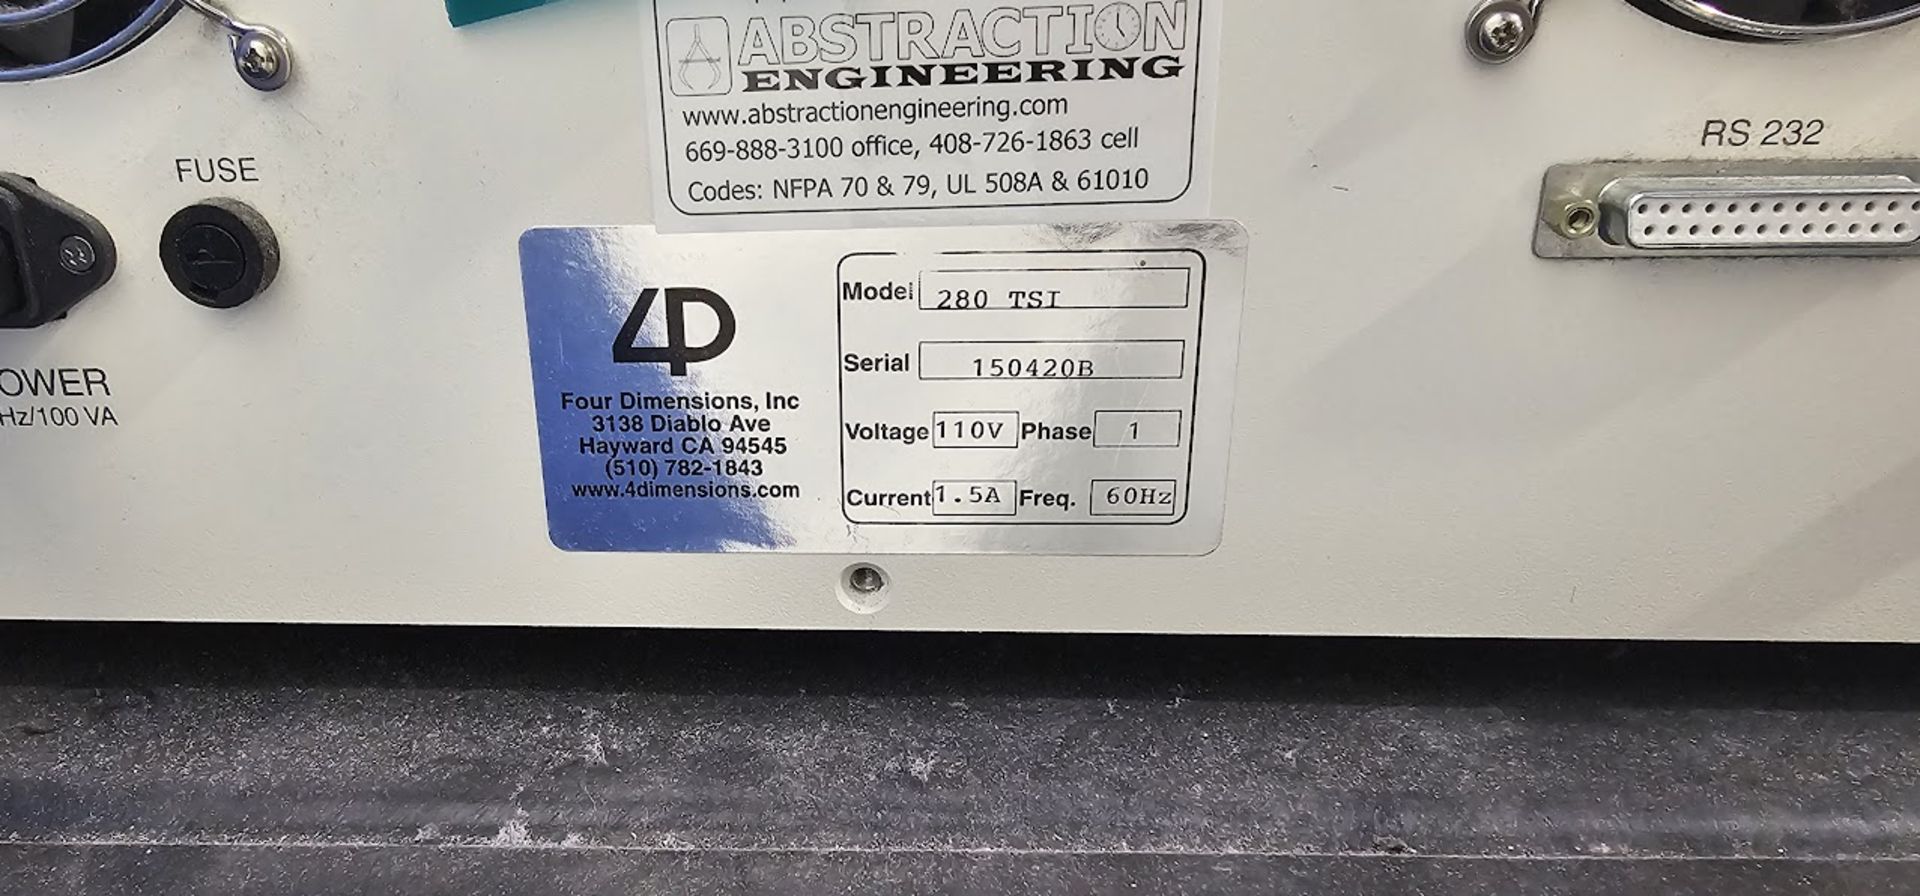 ABSTRACTION
ENGINEERING
www.abstractionengineering.com
669-888-3100 office, 408-726-1863 cell
Codes: NFPA 70 & 79, UL 508A & 61010
FUSE
RS 232
OWER
Hz/100 VA
4D
Four Dimensions, Inc
3138 Diablo Ave
Hayward CA 94545
(510) 782-1843
www.4dimensions.com
Model 280 TSI
Serial 150420B
Voltage 110V Phase 1
Current 1.5A Freq. 60Hz